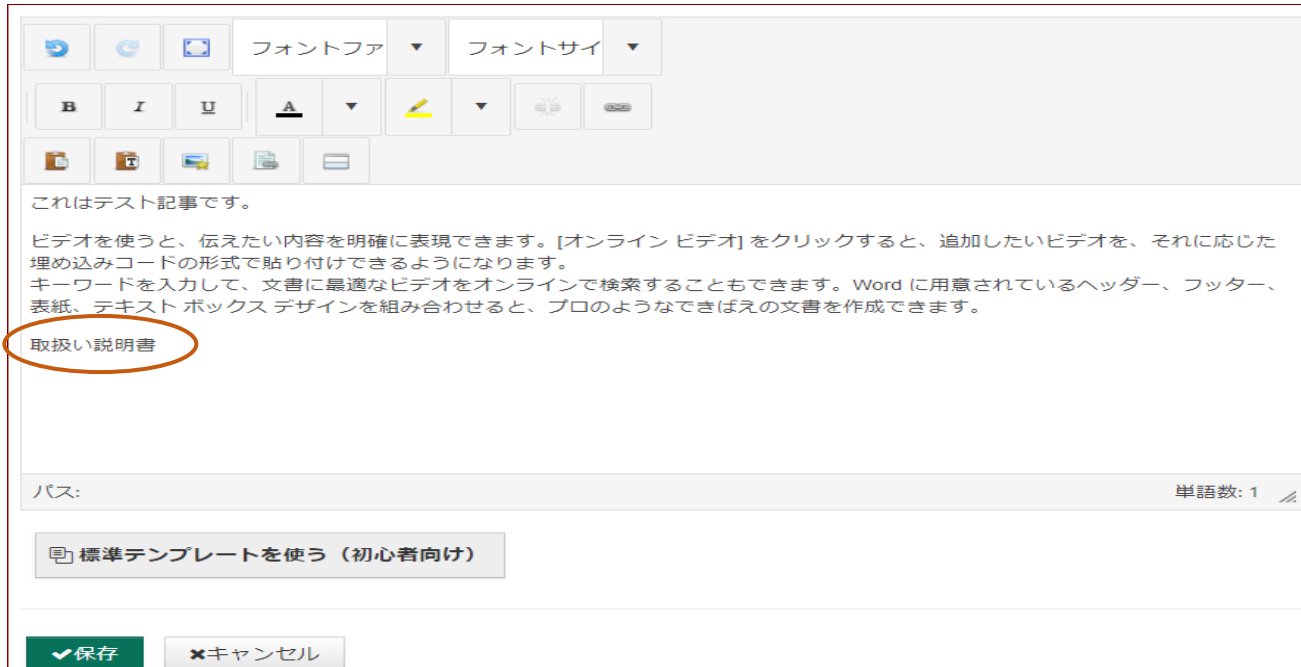 フォントファ ▼ フォントサイ ▼
B I U A ▼ ▼
T
これはテスト記事です。
ビデオを使うと、伝えたい内容を明確に表現できます。[オンライン ビデオ] をクリックすると、追加したいビデオを、それに応じた
埋め込みコードの形式で貼り付けできるようになります。
キーワードを入力して、文書に最適なビデオをオンラインで検索することもできます。Word に用意されているヘッダー、フッター、
表紙、テキスト ボックス デザインを組み合わせると、プロのようなできばえの文書を作成できます。
取扱い説明書
パス: 単語数: 1
標準テンプレートを使う（初心者向け）
✔保存 ✖キャンセル